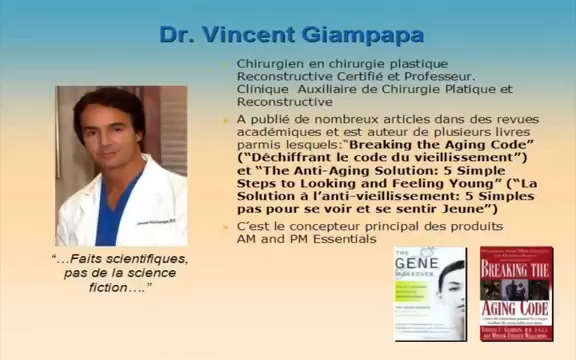 Dr. Vincent Giampapa
Chirurgien en chirurgie plastique
Reconstructive Certifié et Professeur.
Clínique Auxiliaire de Chirurgie Platique et
Reconstructive
A publié de nombreux articles dans des revues
académiques et est auteur de plusieurs livres
parmis lesquels:“Breaking the Aging Code”
(“Déchiffrant le code du vieillissement”)
et “The Anti-Aging Solution: 5 Simple
Steps to Looking and Feeling Young” (“La
Solution à l’anti-vieillissement: 5 Simples
pas pour se voir et se sentir Jeune”)
C’est le concepteur principal des produits
AM and PM Essentials
“…Faits scientifiques,
pas de la science
fiction….”
THE
GENE
MAKEOVER
BREAKING THE
AGING CODE